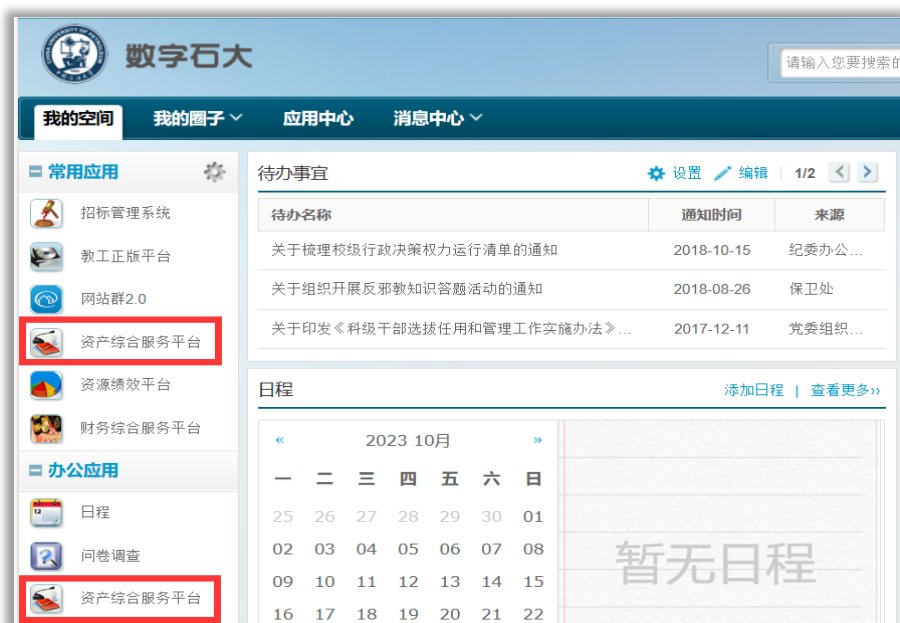 数字石大
请输入您要搜索的
我的空间 我的圈子 应用中心 消息中心
常用应用
招标管理系统
教工正版平台
网站群2.0
资产综合服务平台
资源绩效平台
财务综合服务平台
办公应用
日程
问卷调查
资产综合服务平台
待办事宜 设置 编辑 | 1/2 < >
待办名称 通知时间 来源
关于梳理校级行政决策权力运行清单的通知 2018-10-15 纪委办公...
关于组织开展反邪教知识答题活动的通知 2018-08-26 保卫处
关于印发《科级干部选拔任用和管理工作实施办法》... 2017-12-11 党委组织...
日程 添加日程 | 查看更多››
« 2023 10月 »
一 二 三 四 五 六 日
25 26 27 28 29 30 01
02 03 04 05 06 07 08
09 10 11 12 13 14 15
16 17 18 19 20 21 22
暂无日程